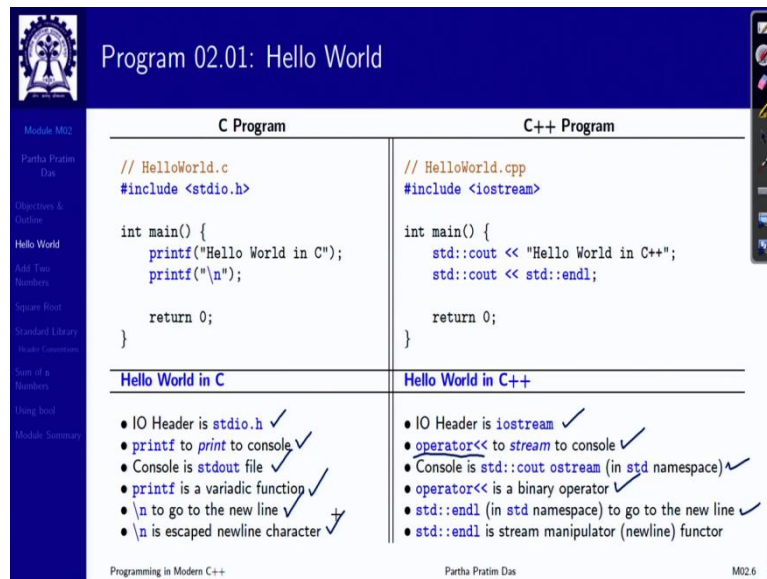 Program 02.01: Hello World
Module M02
Partha Pratim
Das
Objectives &
Outline
Hello World
Add Two
Numbers
Square Root
Standard Library
Header Conventions
Sum of n
Numbers
Using bool
Module Summary
C Program
// HelloWorld.c
#include <stdio.h>
int main() {
printf("Hello World in C");
printf("\n");
return 0;
}
Hello World in C
• IO Header is stdio.h
• printf to print to console
• Console is stdout file
• printf is a variadic function
• \n to go to the new line
• \n is escaped newline character
C++ Program
// HelloWorld.cpp
#include <iostream>
int main() {
std::cout << "Hello World in C++";
std::cout << std::endl;
return 0;
}
Hello World in C++
• IO Header is iostream
• operator<< to stream to console
• Console is std::cout ostream (in std namespace)
• operator<< is a binary operator
• std::endl (in std namespace) to go to the new line
• std::endl is stream manipulator (newline) functor
Programming in Modern C++
Partha Pratim Das
M02.6